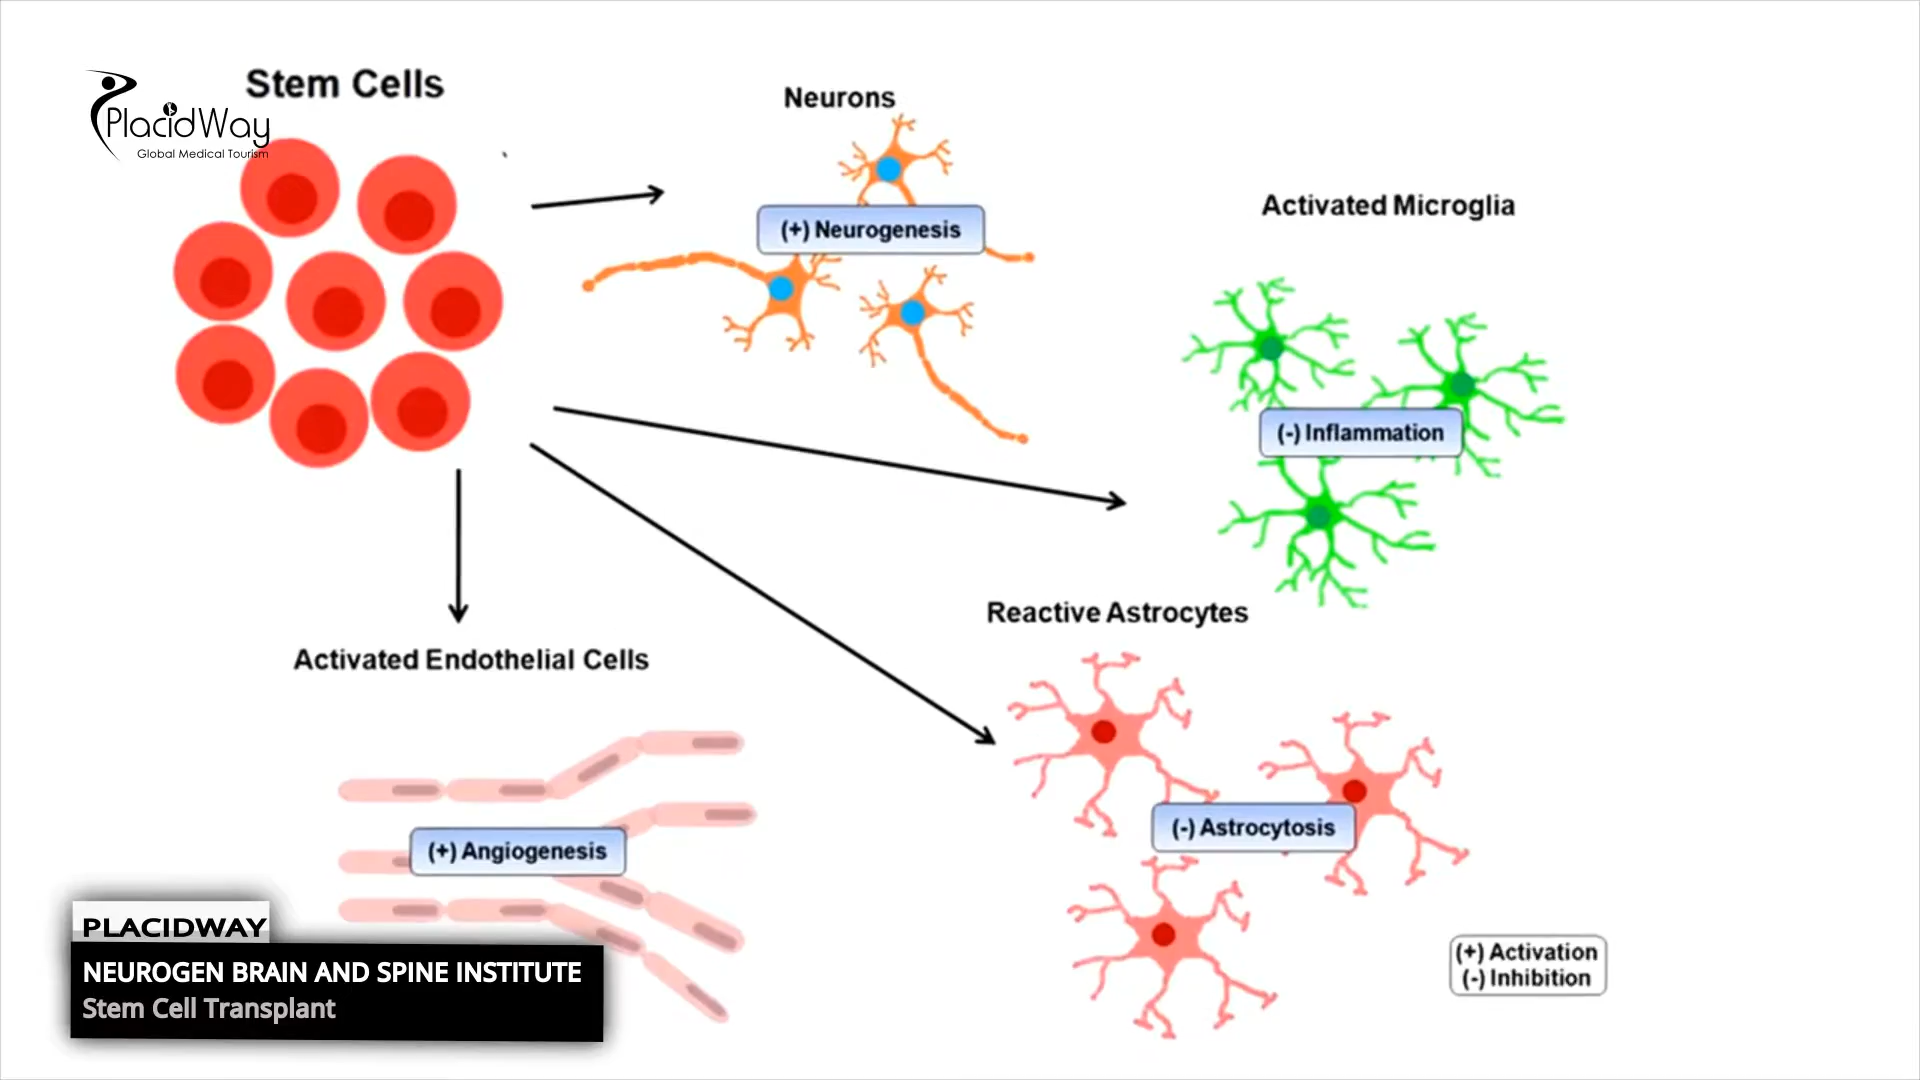 Stem Cells
PlacidWay
Global Medical Tourism
Neurons
(+) Neurogenesis
Activated Microglia
(-) Inflammation
Reactive Astrocytes
(-) Astrocytosis
Activated Endothelial Cells
(+) Angiogenesis
PLACIDWAY
NEUROGEN BRAIN AND SPINE INSTITUTE
Stem Cell Transplant
(+) Activation
(-) Inhibition